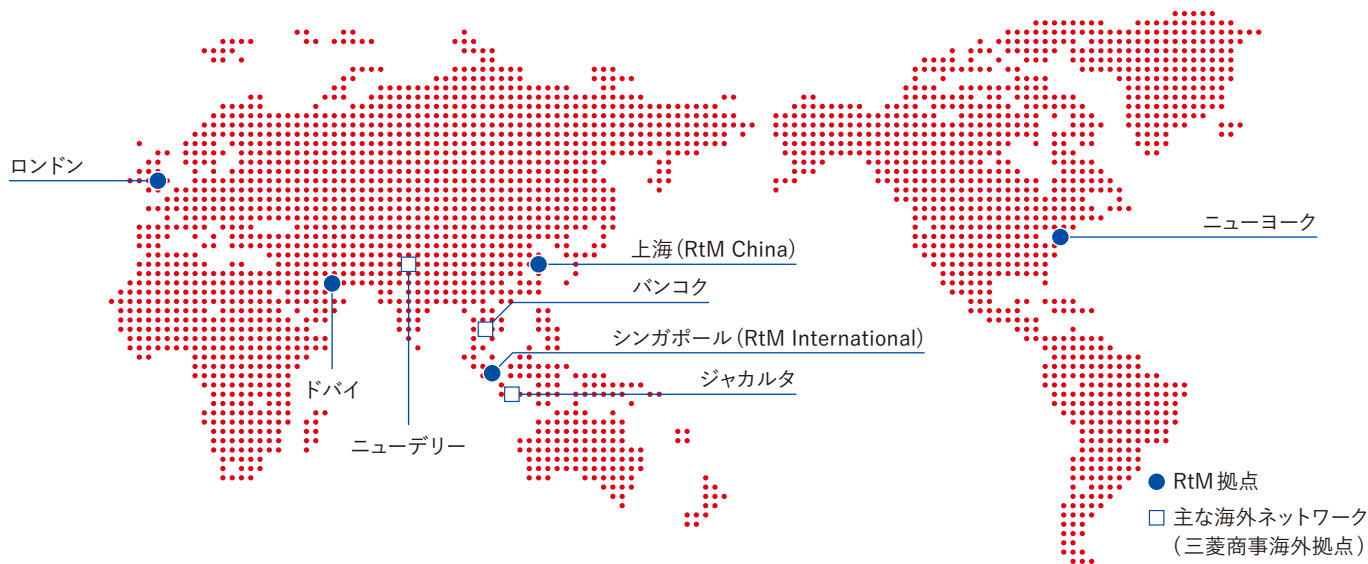 ロンドン
ニューヨーク
上海（RtM China）
バンコク
シンガポール（RtM International）
ジャカルタ
ドバイ
ニューデリー
RtM 拠点
主な海外ネットワーク
（三菱商事海外拠点）